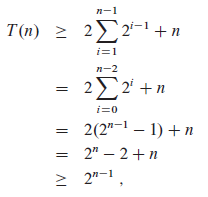 T(n) ≥ 2 ∑_{i=1}^{n-1} 2^{i-1} + n
= 2 ∑_{i=0}^{n-2} 2^i + n
= 2(2^{n-1} − 1) + n
= 2^n − 2 + n
≥ 2^{n-1} ,